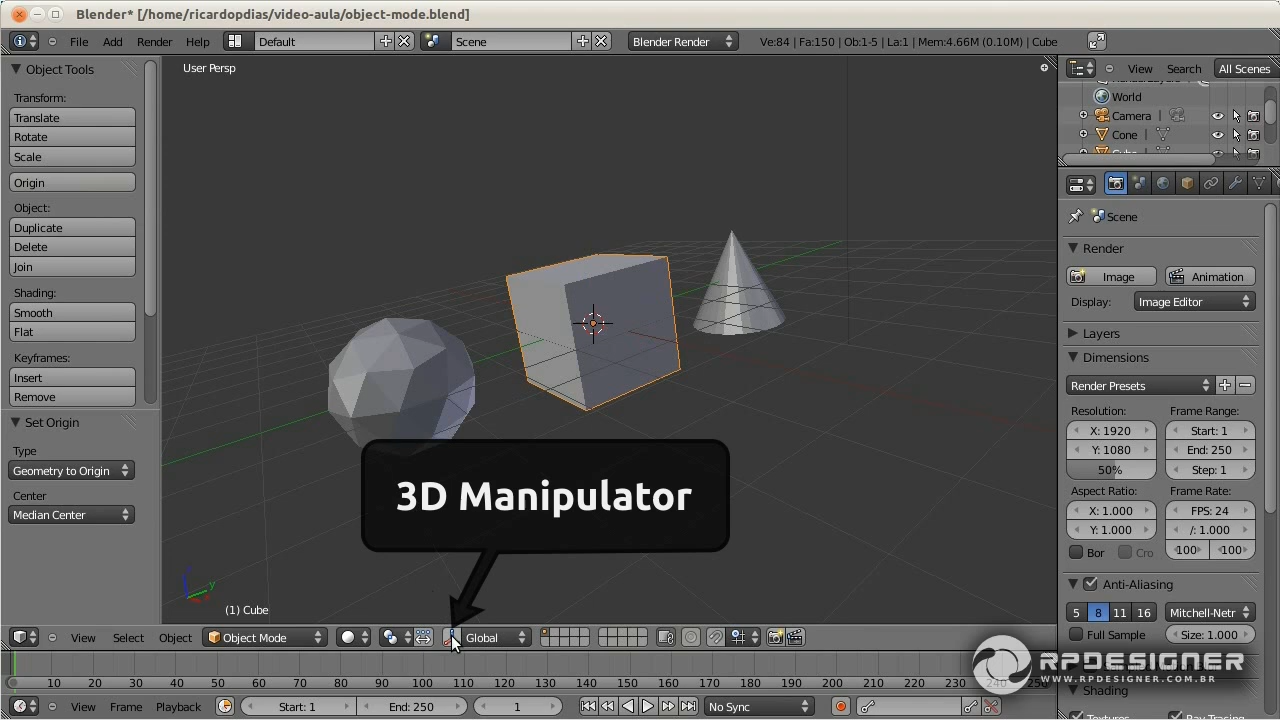 Blender* [/home/ricardopdias/video-aula/object-mode.blend]
File Add Render Help Default Scene Blender Render Ve:84 | Fa:150 | Ob:1-5 | La:1 | Mem:4.66M (0.10M) | Cube
Object Tools
Transform:
Translate
Rotate
Scale
Origin
Object:
Duplicate
Delete
Join
Shading:
Smooth
Flat
Keyframes:
Insert
Remove
Set Origin
Type
Geometry to Origin
Center
Median Center
User Persp
3D Manipulator
y
(1) Cube
View Select Object Object Mode Global
View Search All Scenes
World
Camera
Cone
Scene
Render
Image Animation
Display: Image Editor
Layers
Dimensions
Render Presets
Resolution: Frame Range:
X: 1920 Start: 1
Y: 1080 End: 250
50% Step: 1
Aspect Ratio: Frame Rate:
X: 1.000 FPS: 24
Y: 1.000 /: 1.000
Bor Cro 100 100
Anti-Aliasing
5 8 11 16 Mitchell-Netr
Full Sample Size: 1.000
Shading
RPDESIGNER
WWW.RPDESIGNER.COM.BR
10 20 30 40 50 60 70 80 90 100 110 120 130 140 150 160 170 180 190 200 210 220 230 240 250
View Frame Playback Start: 1 End: 250 1 No Sync